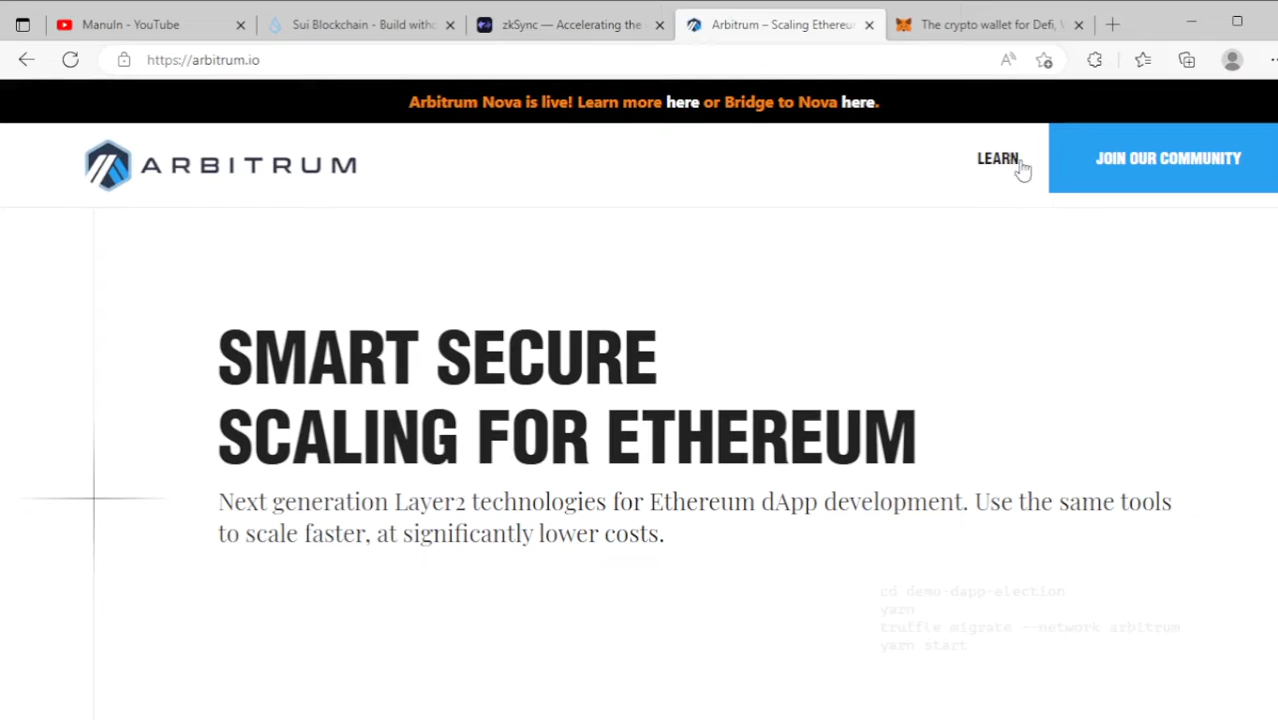 ManuIn - YouTube
Sui Blockchain - Build witho
zkSync — Accelerating the
Arbitrum – Scaling Ethereu
The crypto wallet for Defi,
https://arbitrum.io
Arbitrum Nova is live! Learn more here or Bridge to Nova here.
ARBITRUM
LEARN
JOIN OUR COMMUNITY
SMART SECURE
SCALING FOR ETHEREUM
Next generation Layer2 technologies for Ethereum dApp development. Use the same tools
to scale faster, at significantly lower costs.
cd demo-dapp-election
yarn
truffle migrate --network arbitrum
yarn start